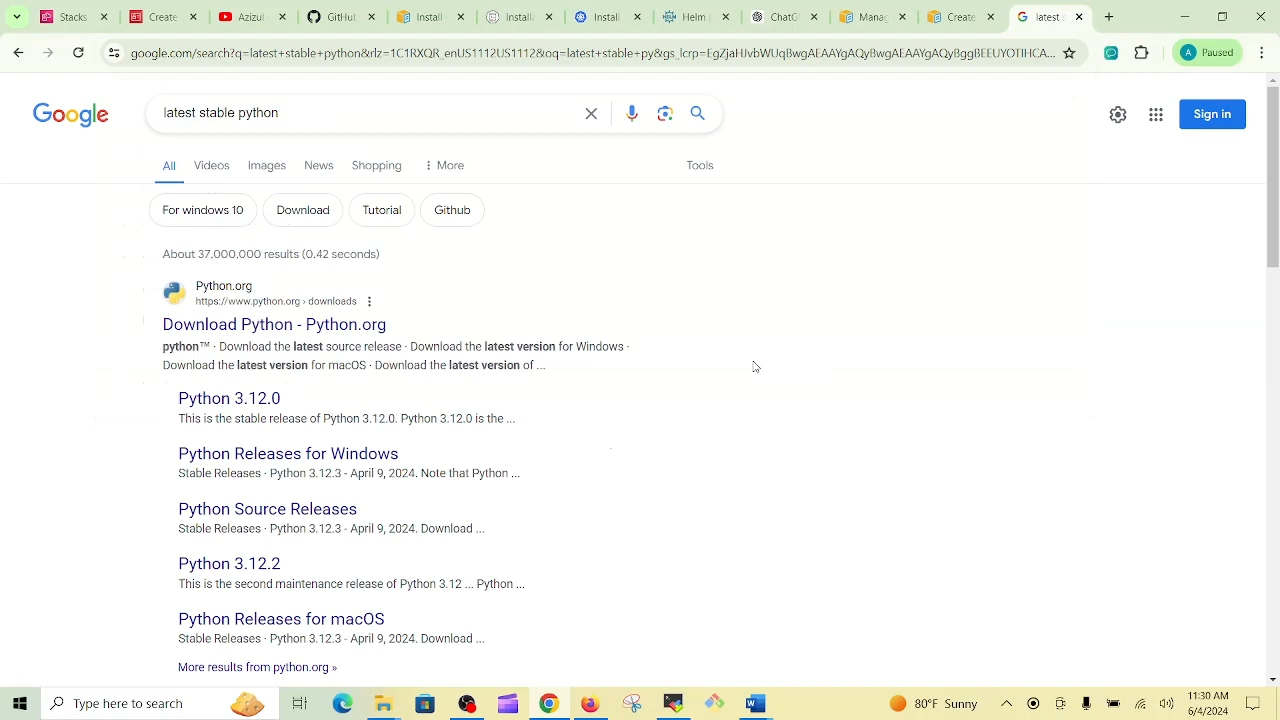 Stacks
Create
Azizul
GitHub
Install
Installa
Install
Helm |
ChatG
Manag
Create
latest s
google.com/search?q=latest+stable+python&rlz=1C1RXQR_enUS1112US1112&oq=latest+stable+py&gs_lcrp=EgZjaHJvbWUqBwgAEAAYgAQyBwgAEAAYgAQyBggBEEUYOTIHCA...
A Paused
Google
latest stable python
Sign in
All Videos Images News Shopping More Tools
For windows 10 Download Tutorial Github
About 37,000,000 results (0.42 seconds)
Python.org
https://www.python.org › downloads
Download Python - Python.org
python™ · Download the latest source release · Download the latest version for Windows ·
Download the latest version for macOS · Download the latest version of ...
Python 3.12.0
This is the stable release of Python 3.12.0. Python 3.12.0 is the ...
Python Releases for Windows
Stable Releases · Python 3.12.3 - April 9, 2024. Note that Python ...
Python Source Releases
Stable Releases · Python 3.12.3 - April 9, 2024. Download ...
Python 3.12.2
This is the second maintenance release of Python 3.12 ... Python ...
Python Releases for macOS
Stable Releases · Python 3.12.3 - April 9, 2024. Download ...
More results from python.org »
Type here to search
80°F Sunny
11:30 AM
6/4/2024